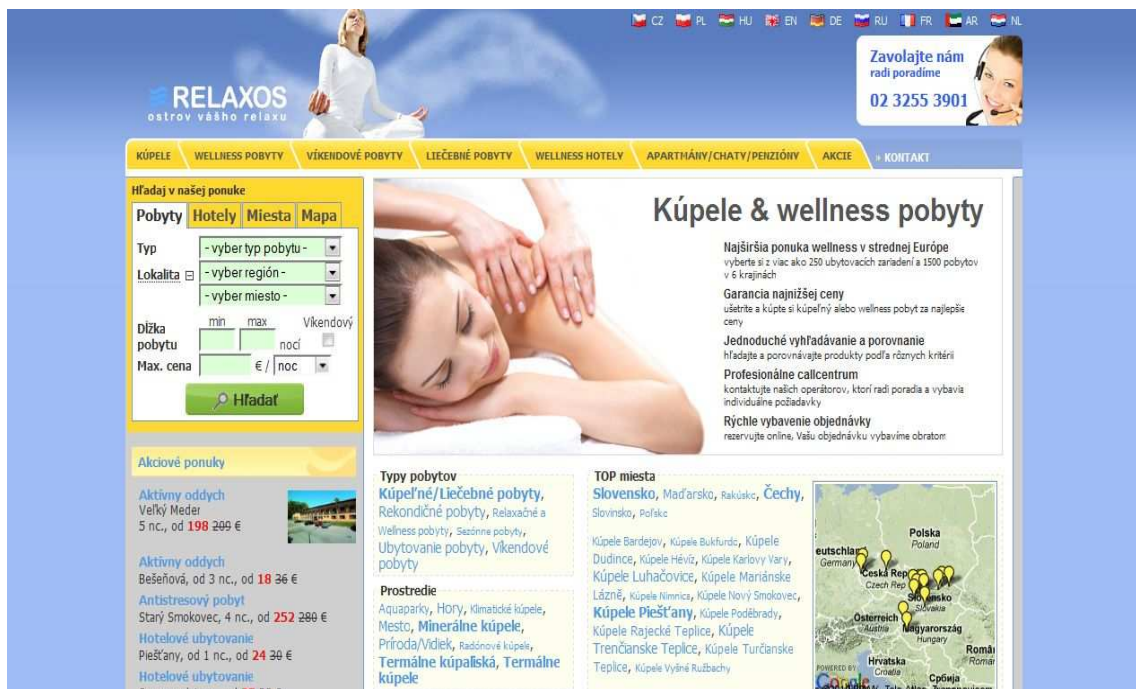 CZ PL HU EN DE RU FR AR NL
Zavolajte nám
radi poradíme
02 3255 3901
RELAXOS
ostrov vášho relaxu
KÚPELE WELLNESS POBYTY VÍKENDOVÉ POBYTY LIEČEBNÉ POBYTY WELLNESS HOTELY APARTMÁNY/CHATY/PENZIÓNY AKCIE » KONTAKT
Hľadaj v našej ponuke
Pobyty Hotely Miesta Mapa
Typ - vyber typ pobytu -
Lokalita - vyber región -
- vyber miesto -
min max Víkendový
Dĺžka
pobytu nocí
Max. cena € / noc
Hľadať
Kúpele & wellness pobyty
Najširšia ponuka wellness v strednej Európe
vyberte si z viac ako 250 ubytovacích zariadení a 1500 pobytov
v 6 krajinách
Garancia najnižšej ceny
ušetrite a kúpte si kúpeľný alebo wellness pobyt za najlepšie
ceny
Jednoduché vyhľadávanie a porovnanie
hľadajte a porovnávajte produkty podľa rôznych kritérií
Profesionálne callcentrum
kontaktujte našich operátorov, ktorí radi poradia a vybavia
individuálne požiadavky
Rýchle vybavenie objednávky
rezervujte online, Vašu objednávku vybavíme obratom
Akciové ponuky
Aktívny oddych
Veľký Meder
5 nc., od 198 209 €
Aktívny oddych
Bešeňová, od 3 nc., od 18 36 €
Antistresový pobyt
Starý Smokovec, 4 nc., od 252 280 €
Hotelové ubytovanie
Piešťany, od 1 nc., od 24 30 €
Hotelové ubytovanie
Typy pobytov
Kúpeľné/Liečebné pobyty,
Rekondičné pobyty, Relaxačné a
Wellness pobyty, Sezónne pobyty,
Ubytovanie pobyty, Víkendové
pobyty
Prostredie
Aquaparky, Hory, Klimatické kúpele,
Mesto, Minerálne kúpele,
Príroda/Vidiek, Radónové kúpele,
Termálne kúpaliská, Termálne
kúpele
TOP miesta
Slovensko, Maďarsko, Rakúsko, Čechy,
Slovinsko, Poľsko
Kúpele Bardejov, Kúpele Bukfurdo, Kúpele
Dudince, Kúpele Hévíz, Kúpele Karlovy Vary,
Kúpele Luhačovice, Kúpele Mariánske
Lázně, Kúpele Nimnica, Kúpele Nový Smokovec,
Kúpele Piešťany, Kúpele Poděbrady,
Kúpele Rajecké Teplice, Kúpele
Trenčianske Teplice, Kúpele Turčianske
Teplice, Kúpele Vyšné Ružbachy
Polska
Poland
eutschland
Germany
Česká Rep
Czech Rep
Slovensko
Slovakia
Österreich
Austria
Magyarország
Hungary
Româ
Roman
Hrvatska
Croatia
Србија
Serbia
POWERED BY
Google